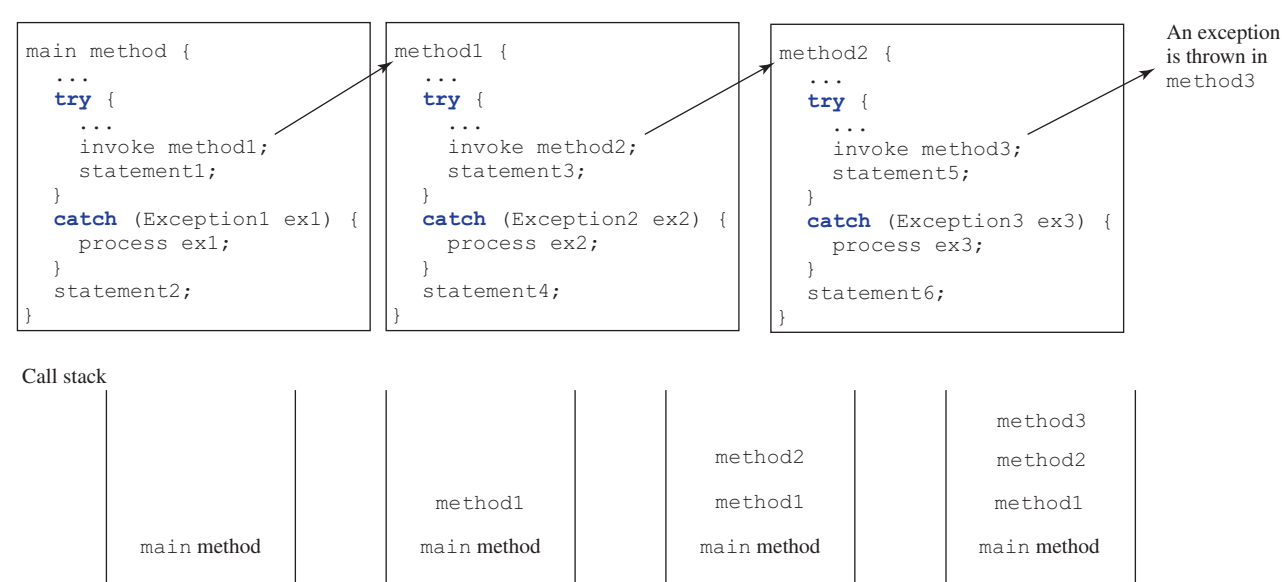 main method {
...
try {
...
invoke method1;
statement1;
}
catch (Exception1 ex1) {
process ex1;
}
statement2;
}
method1 {
...
try {
...
invoke method2;
statement3;
}
catch (Exception2 ex2) {
process ex2;
}
statement4;
}
method2 {
...
try {
...
invoke method3;
statement5;
}
catch (Exception3 ex3) {
process ex3;
}
statement6;
}
An exception
is thrown in
method3
Call stack
main method
method1
main method
method2
method1
main method
method3
method2
method1
main method